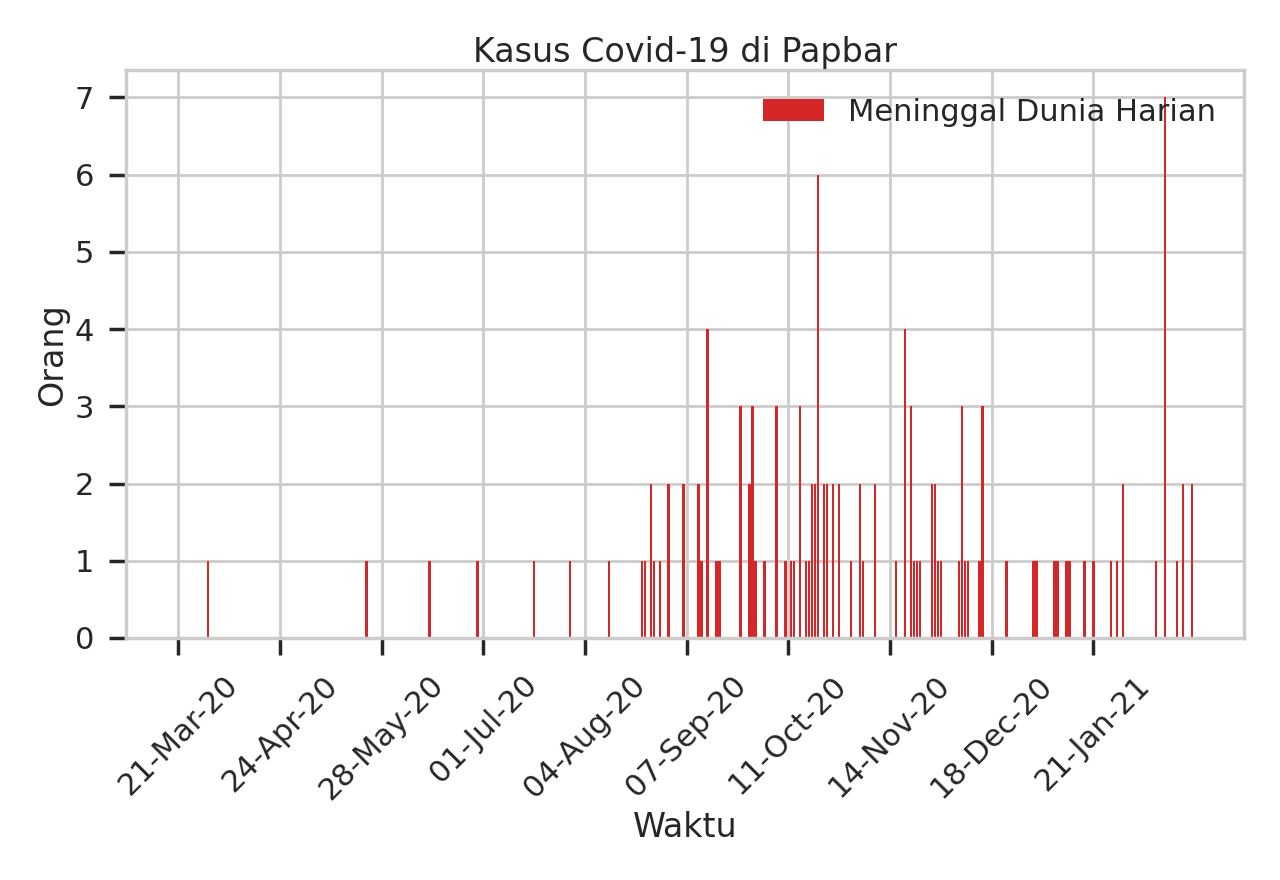 Kasus Covid-19 di Papbar
Meninggal Dunia Harian
Orang
7
6
5
4
3
2
1
0
21-Mar-20
24-Apr-20
28-May-20
01-Jul-20
04-Aug-20
07-Sep-20
11-Oct-20
14-Nov-20
18-Dec-20
21-Jan-21
Waktu